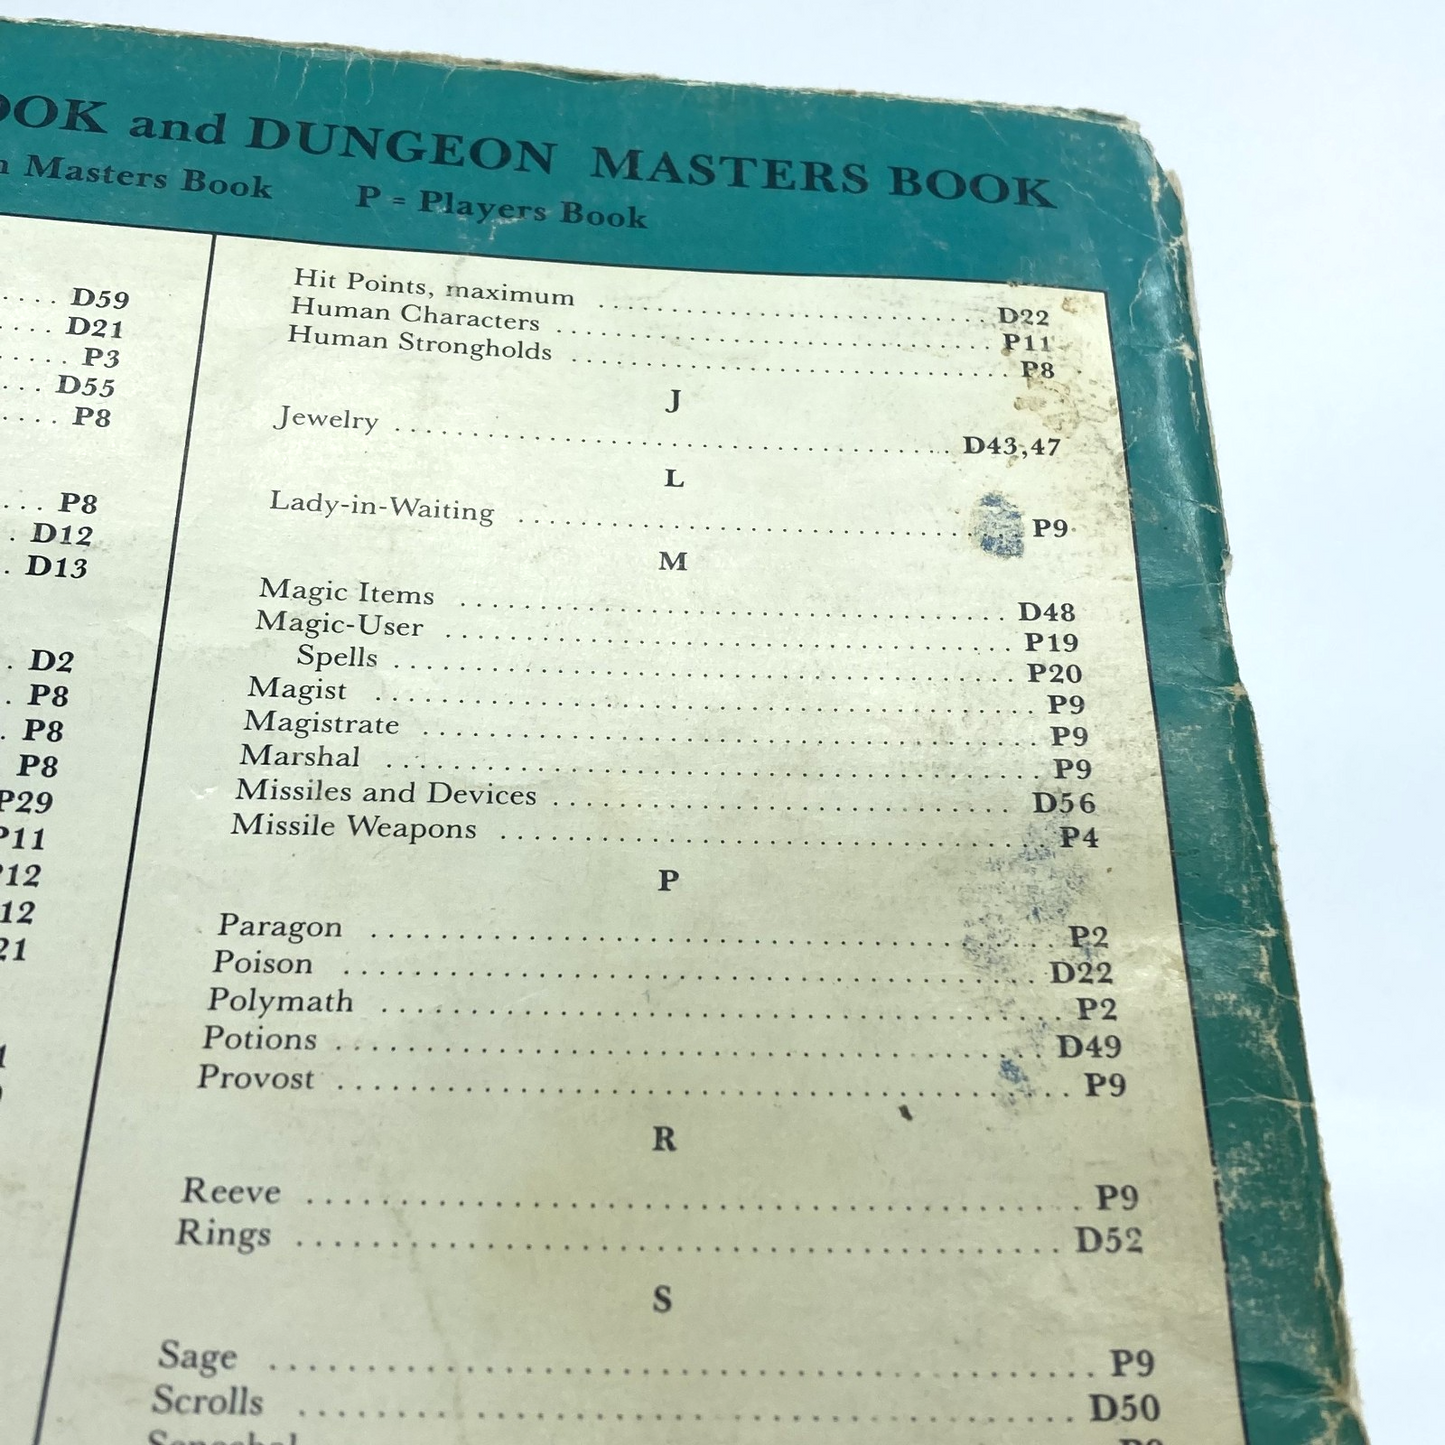 OOK and DUNGEON MASTERS BOOK
n Masters Book P = Players Book
.... D59
.... D21
..... P3
... D55
.... P8
... P8
. D12
. D13
. D2
. P8
. P8
P8
P29
P11
12
12
21
Hit Points, maximum .......... D22
Human Characters .......... P11
Human Strongholds .......... P8
J
Jewelry .......... D43,47
L
Lady-in-Waiting .......... P9
M
Magic Items .......... D48
Magic-User .......... P19
Spells .......... P20
Magist .......... P9
Magistrate .......... P9
Marshal .......... P9
Missiles and Devices .......... D56
Missile Weapons .......... P4
P
Paragon .......... P2
Poison .......... D22
Polymath .......... P2
Potions .......... D49
Provost .......... P9
R
Reeve .......... P9
Rings .......... D52
S
Sage .......... P9
Scrolls .......... D50